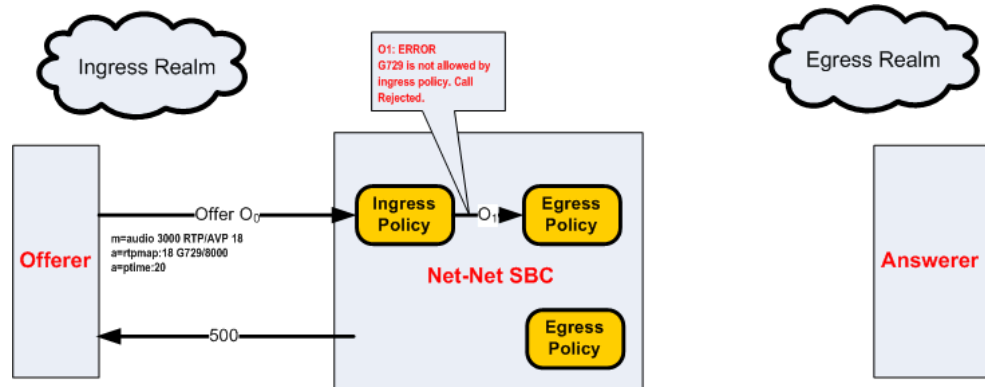 Ingress Realm
O1: ERROR
G729 is not allowed by
ingress policy. Call
Rejected.
Egress Realm
Offerer
Offer O0
m=audio 3000 RTP/AVP 18
a=rtpmap:18 G729/8000
a=ptime:20
Ingress
Policy
O1
Egress
Policy
Net-Net SBC
Answerer
500
Egress
Policy